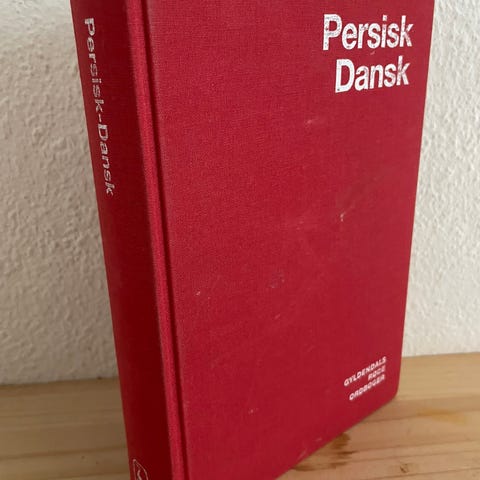 Persisk-Dansk
Persisk
Dansk
GYLDENDALS
RØDE
ORDBØGER